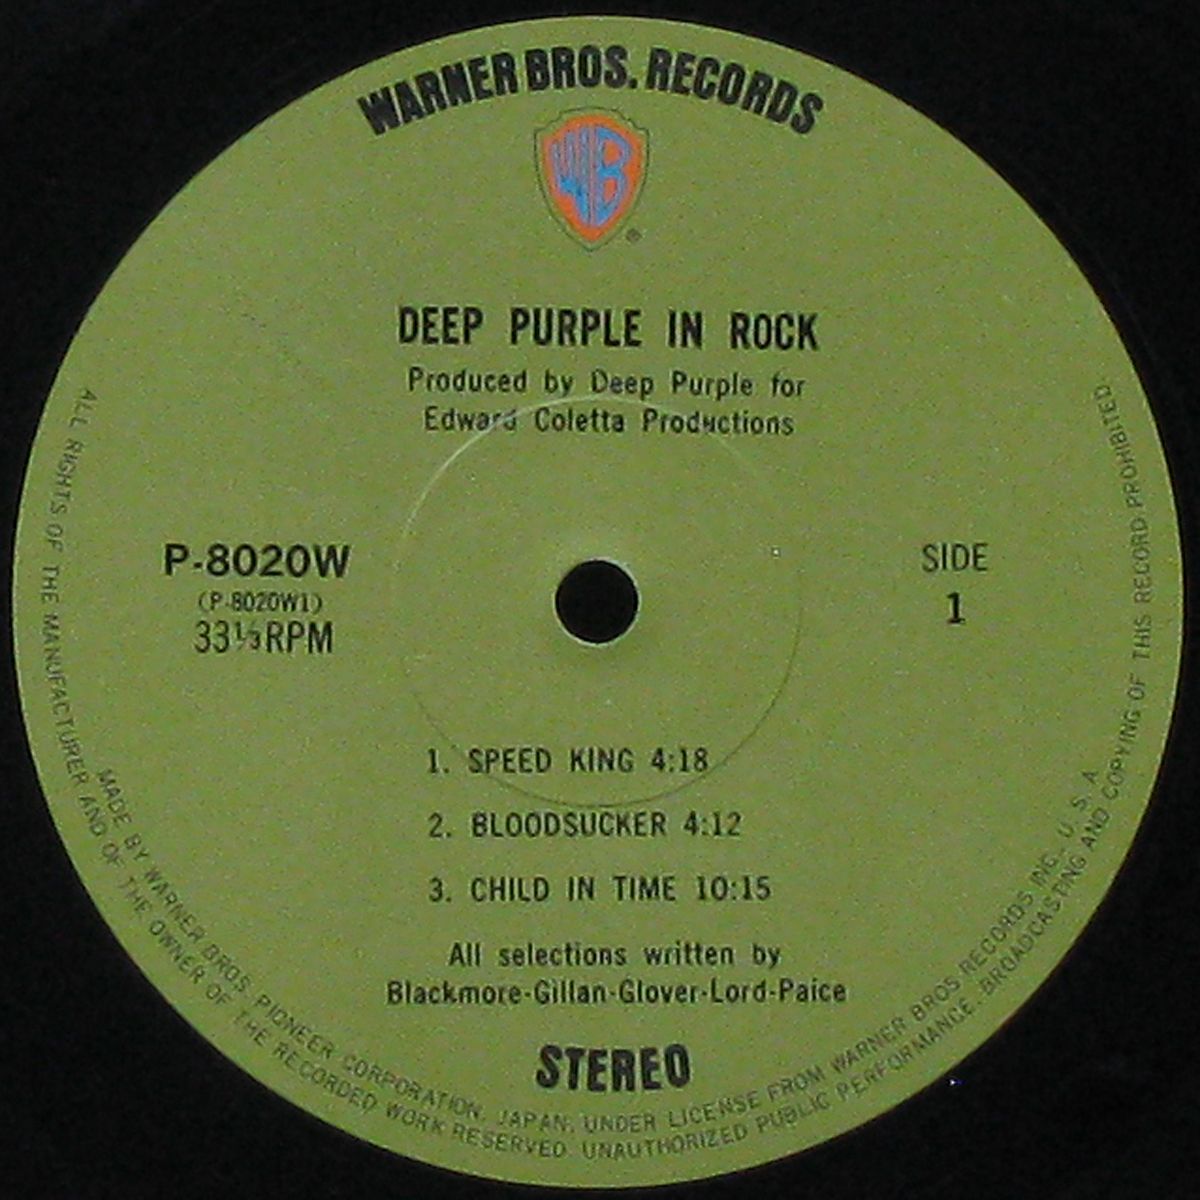 WARNER BROS. RECORDS
WB
®
DEEP PURPLE IN ROCK
Produced by Deep Purple for
Edward Coletta Productions
P-8020W
(P-8020W1)
33⅓RPM
SIDE
1
1. SPEED KING 4:18
2. BLOODSUCKER 4:12
3. CHILD IN TIME 10:15
All selections written by
Blackmore-Gillan-Glover-Lord-Paice
STEREO
MADE BY WARNER BROS. PIONEER CORPORATION, JAPAN, UNDER LICENSE FROM WARNER BROS. RECORDS INC., U. S. A
ALL RIGHTS OF THE MANUFACTURER AND OF THE OWNER OF THE RECORDED WORK RESERVED. UNAUTHORIZED PUBLIC PERFORMANCE, BROADCASTING AND COPYING OF THIS RECORD PROHIBITED.